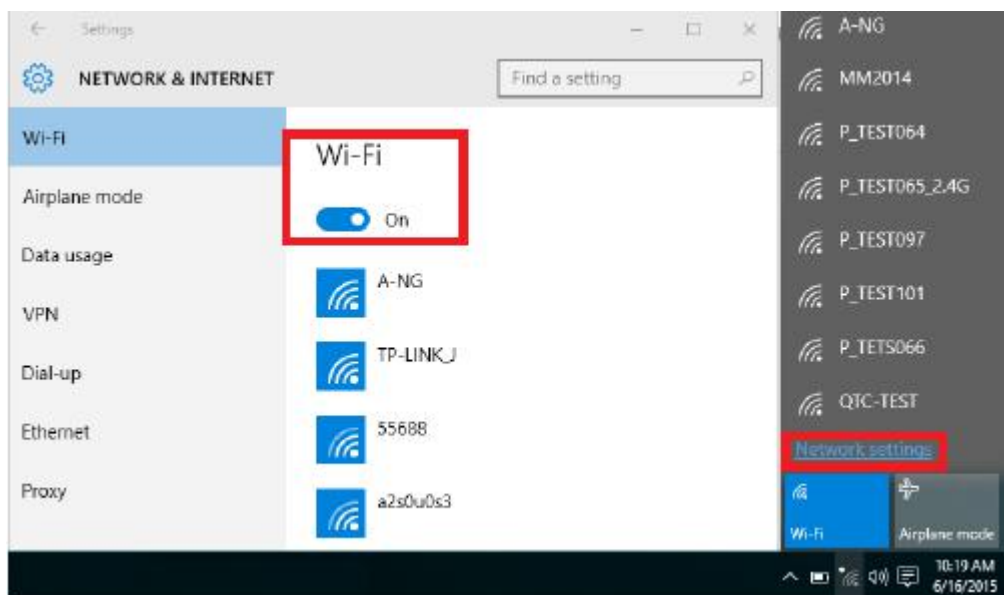 Settings
NETWORK & INTERNET
Find a setting
Wi-Fi
Airplane mode
Data usage
VPN
Dial-up
Ethernet
Proxy
Wi-Fi
On
A-NG
TP-LINK_J
55688
a2s0u0s3
A-NG
MM2014
P_TEST064
P_TEST065_2.4G
P_TEST097
P_TEST101
P_TETS066
QTC-TEST
Network settings
Wi-Fi
Airplane mode
10:19 AM
6/16/2015